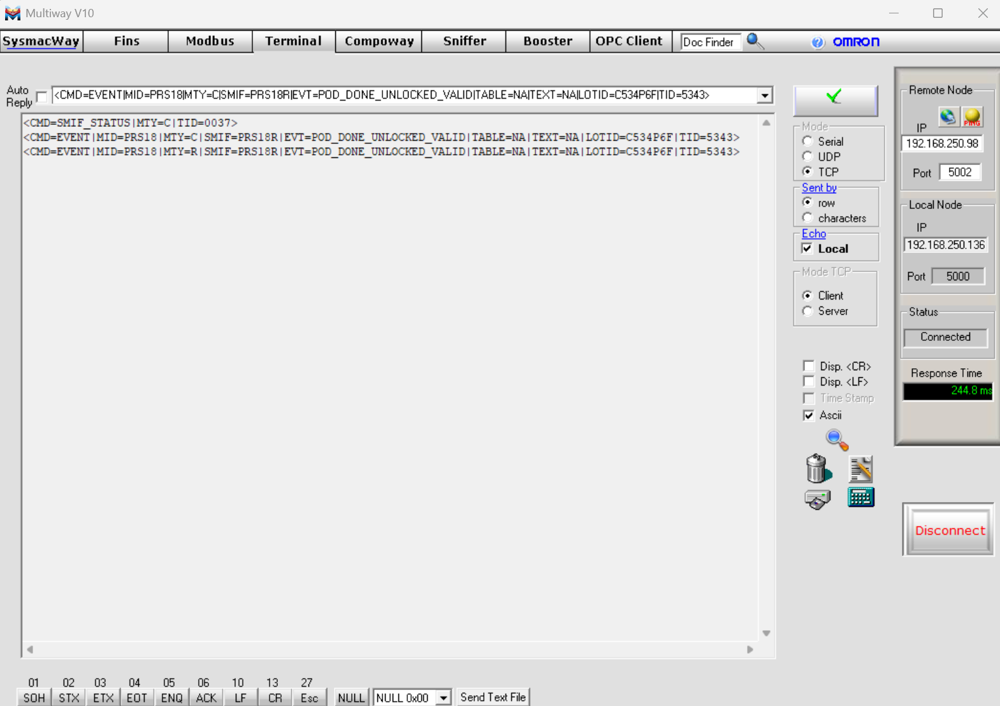 Multiway V10
SysmacWay Fins Modbus Terminal Compoway Sniffer Booster OPC Client Doc Finder OMRON
Auto Reply <CMD=EVENT|MID=PRS18|MTY=C|SMIF=PRS18R|EVT=POD_DONE_UNLOCKED_VALID|TABLE=NA|TEXT=NA|LOTID=C534P6F|TID=5343>
<CMD=SMIF_STATUS|MTY=C|TID=0037>
<CMD=EVENT|MID=PRS18|MTY=C|SMIF=PRS18R|EVT=POD_DONE_UNLOCKED_VALID|TABLE=NA|TEXT=NA|LOTID=C534P6F|TID=5343>
<CMD=EVENT|MID=PRS18|MTY=R|SMIF=PRS18R|EVT=POD_DONE_UNLOCKED_VALID|TABLE=NA|TEXT=NA|LOTID=C534P6F|TID=5343>
Mode
Serial
UDP
TCP
Sent by
row
characters
Echo
Local
Mode TCP
Client
Server
Disp. <CR>
Disp. <LF>
Time Stamp
Ascii
Remote Node
PING
IP
192.168.250.98
Port 5002
Local Node
IP
192.168.250.136
Port 5000
Status
Connected
Response Time
244.8 ms
Disconnect
01 02 03 04 05 06 10 13 27
SOH STX ETX EOT ENQ ACK LF CR Esc NULL NULL 0x00 Send Text File